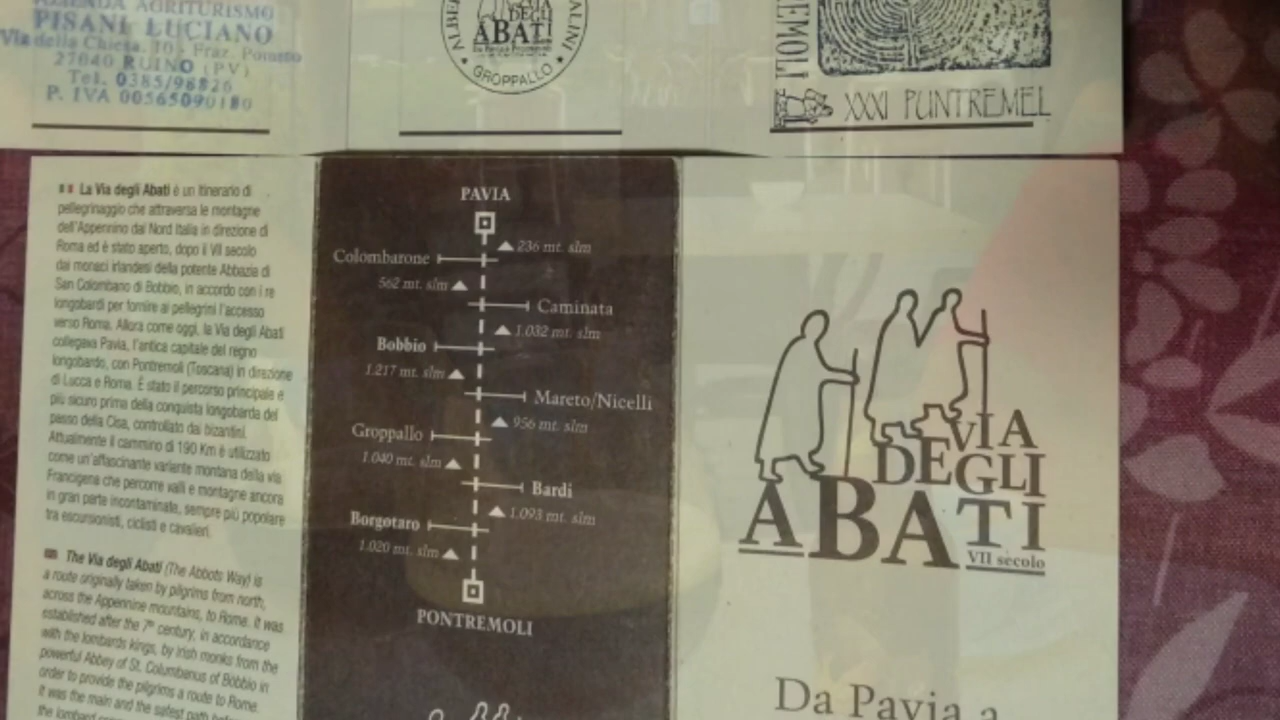 AZIENDA AGRITURISMO
PISANI LUCIANO
Via della Chiesa, 10 - Fraz. Pometo
27040 RUINO (PV)
Tel. 0385/98826
P. IVA 00565090180
DEGLI
ABATI
GROPPALLO
XXXI PUNTREMEL
La Via degli Abati è un itinerario di
pellegrinaggio che attraversa le montagne
dell'Appennino dal Nord Italia in direzione di
Roma ed è stato aperto, dopo il VII secolo
dai monaci irlandesi della potente Abbazia di
San Colombano di Bobbio, in accordo con i re
longobardi per fornire ai pellegrini l'accesso
verso Roma. Allora come oggi, la Via degli Abati
collegava Pavia, l'antica capitale del regno
longobardo, con Pontremoli (Toscana) in direzione
di Lucca e Roma. È stato il percorso principale e
più sicuro prima della conquista longobarda del
passo della Cisa, controllato dai bizantini.
Attualmente il cammino di 190 Km è utilizzato
come un'affascinante variante montana della via
Francigena che percorre valli e montagne ancora
in gran parte incontaminate, sempre più popolare
tra escursionisti, ciclisti e cavalieri.
The Via degli Abati (The Abbots Way) is
a route originally taken by pilgrims from north,
across the Appennine mountains, to Rome. It was
established after the 7th century, in accordance
with the lombards kings, by Irish monks from the
powerful Abbey of St. Columbanus of Bobbio in
order to provide the pilgrims a route to Rome.
It was the main and the safest path
PAVIA
236 mt. slm
Colombarone
562 mt. slm
Caminata
1.032 mt. slm
Bobbio
1.217 mt. slm
Mareto/Nicelli
956 mt. slm
Groppallo
1.040 mt. slm
Bardi
1.093 mt. slm
Borgotaro
1.020 mt. slm
PONTREMOLI
VIA
DEGLI
ABATI
VII secolo
Da Pavia a